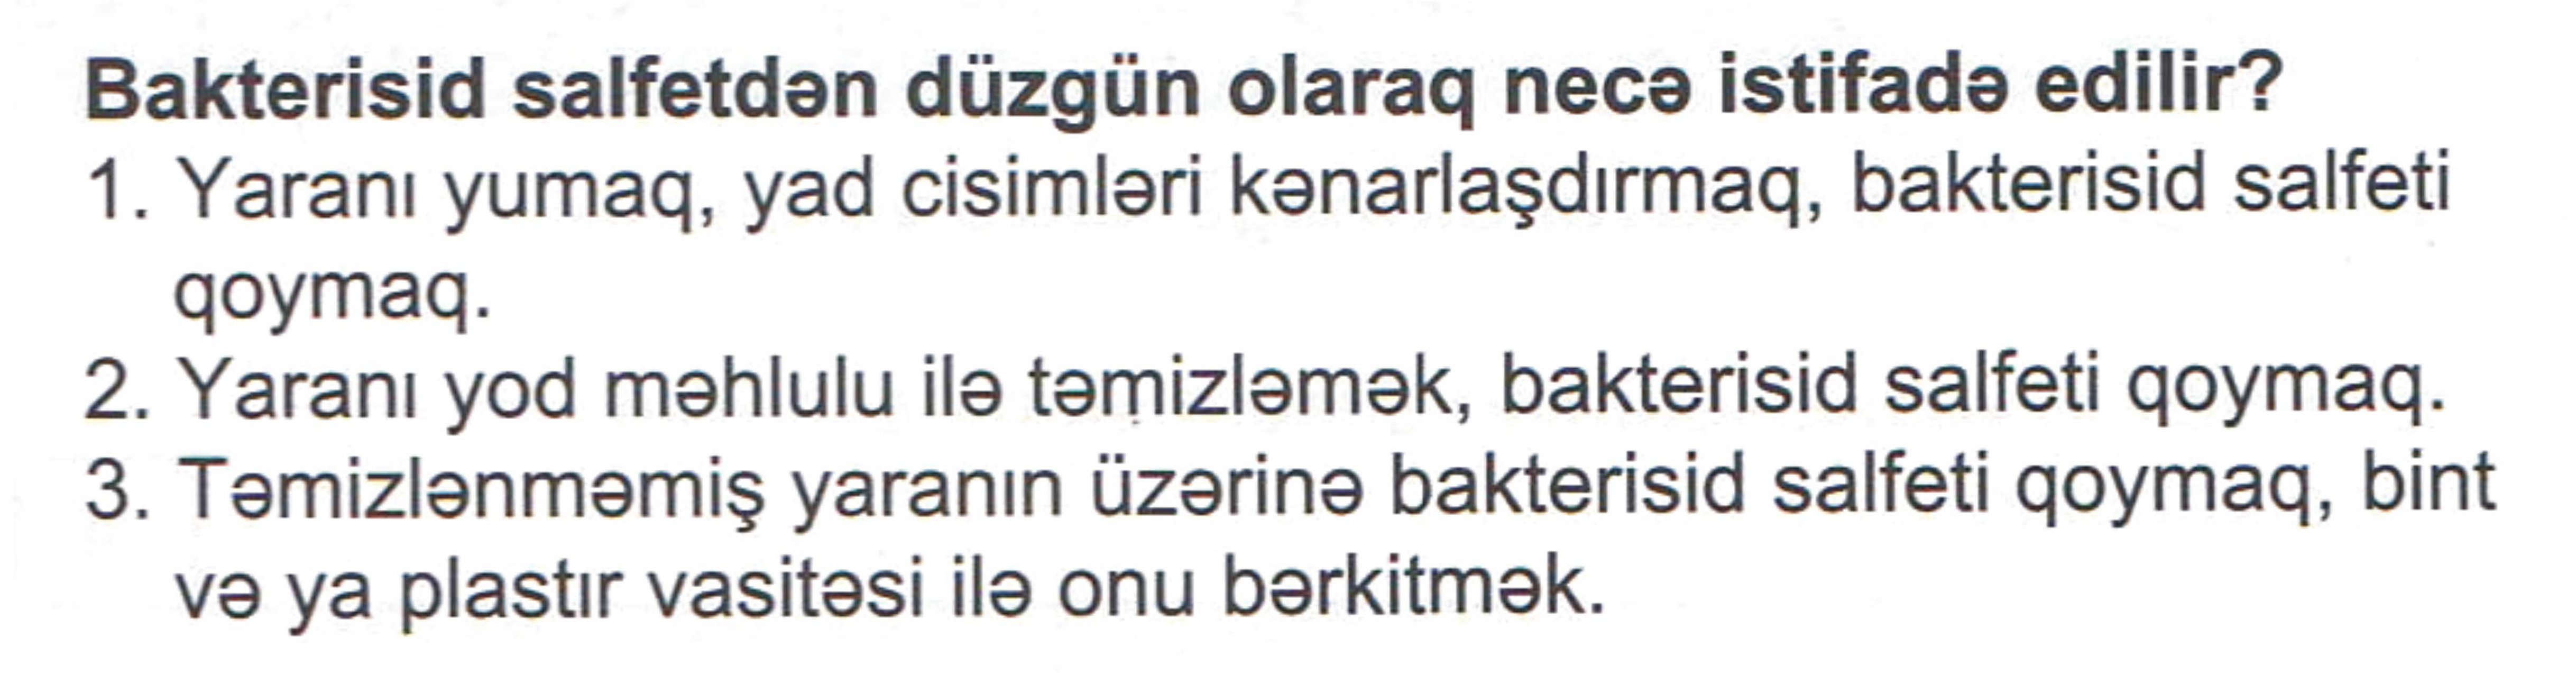 Bakterisid salfetdən düzgün olaraq necə istifadə edilir?
1. Yaranı yumaq, yad cisimləri kənarlaşdırmaq, bakterisid salfeti
qoymaq.
2. Yaranı yod məhlulu ilə təmizləmək, bakterisid salfeti qoymaq.
3. Təmizlənməmiş yaranın üzərinə bakterisid salfeti qoymaq, bint
və ya plastır vasitəsi ilə onu bərkitmək.